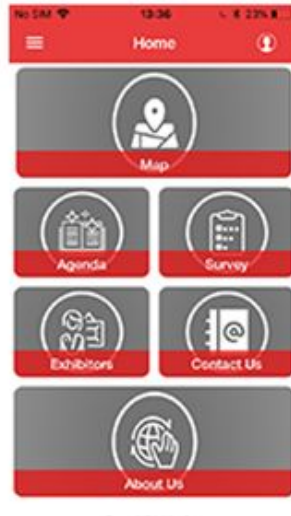 No SIM 13:36 23%
Home
Map
Agenda Survey
Exhibitors Contact Us
About Us